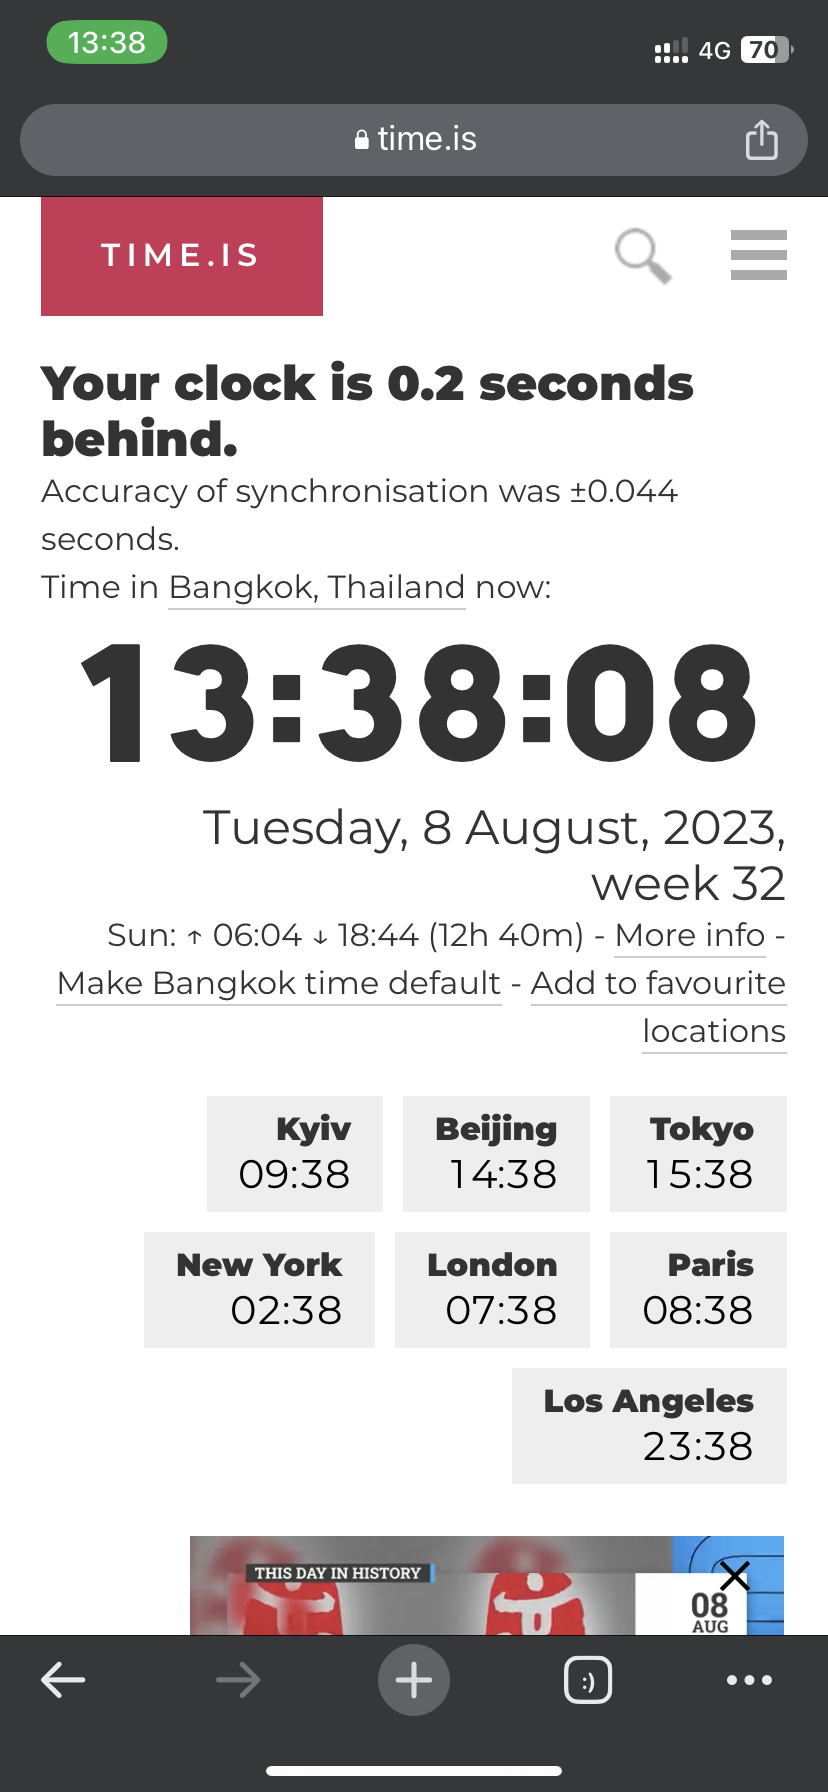 13:38
4G 70
time.is
TIME.IS
Your clock is 0.2 seconds
behind.
Accuracy of synchronisation was ±0.044
seconds.
Time in Bangkok, Thailand now:
13:38:08
Tuesday, 8 August, 2023,
week 32
Sun: ↑ 06:04 ↓ 18:44 (12h 40m) - More info -
Make Bangkok time default - Add to favourite
locations
Kyiv Beijing Tokyo
09:38 14:38 15:38
New York London Paris
02:38 07:38 08:38
Los Angeles
23:38
THIS DAY IN HISTORY
08
AUG
:)